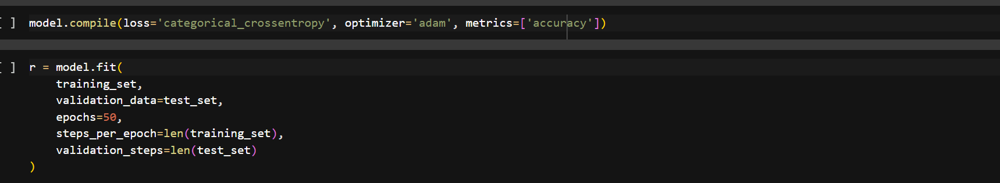 [ ] model.compile(loss='categorical_crossentropy', optimizer='adam', metrics=['accuracy'])
[ ] r = model.fit(
    training_set,
    validation_data=test_set,
    epochs=50,
    steps_per_epoch=len(training_set),
    validation_steps=len(test_set)
)